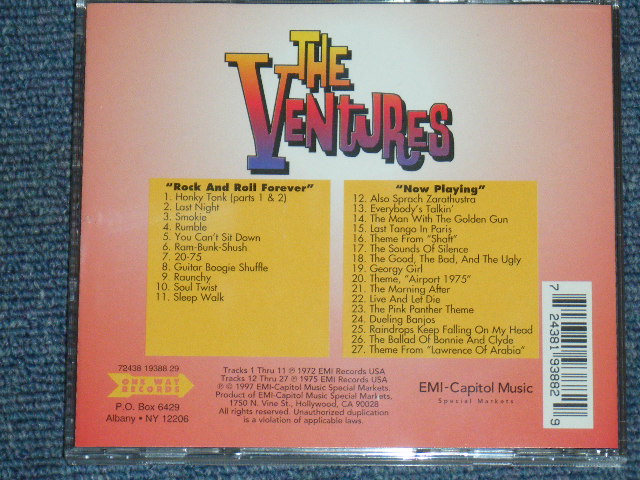 THE
VENTURES
"Rock And Roll Forever"
1. Honky Tonk (parts 1 & 2)
2. Last Night
3. Smokie
4. Rumble
5. You Can't Sit Down
6. Ram-Bunk-Shush
7. 20-75
8. Guitar Boogie Shuffle
9. Raunchy
10. Soul Twist
11. Sleep Walk
"Now Playing"
12. Also Sprach Zarathustra
13. Everybody's Talkin'
14. The Man With The Golden Gun
15. Last Tango In Paris
16. Theme From "Shaft"
17. The Sounds Of Silence
18. The Good, The Bad, And The Ugly
19. Georgy Girl
20. Theme, "Airport 1975"
21. The Morning After
22. Live And Let Die
23. The Pink Panther Theme
24. Dueling Banjos
25. Raindrops Keep Falling On My Head
26. The Ballad Of Bonnie And Clyde
27. Theme From "Lawrence Of Arabia"
72438 19388 29
ONE WAY
RECORDS
P.O. Box 6429
Albany • NY 12206
Tracks 1 Thru 11 ℗ 1972 EMI Records USA
Tracks 12 Thru 27 ℗ 1975 EMI Records USA
℗ © 1997 EMI-Capitol Music Special Markets.
Product of EMI-Capitol Music Special Markets,
1750 N. Vine St., Hollywood, CA 90028
All rights reserved. Unauthorized duplication
is a violation of applicable laws.
EMI-Capitol Music
Special Markets
7 24381 93882 9